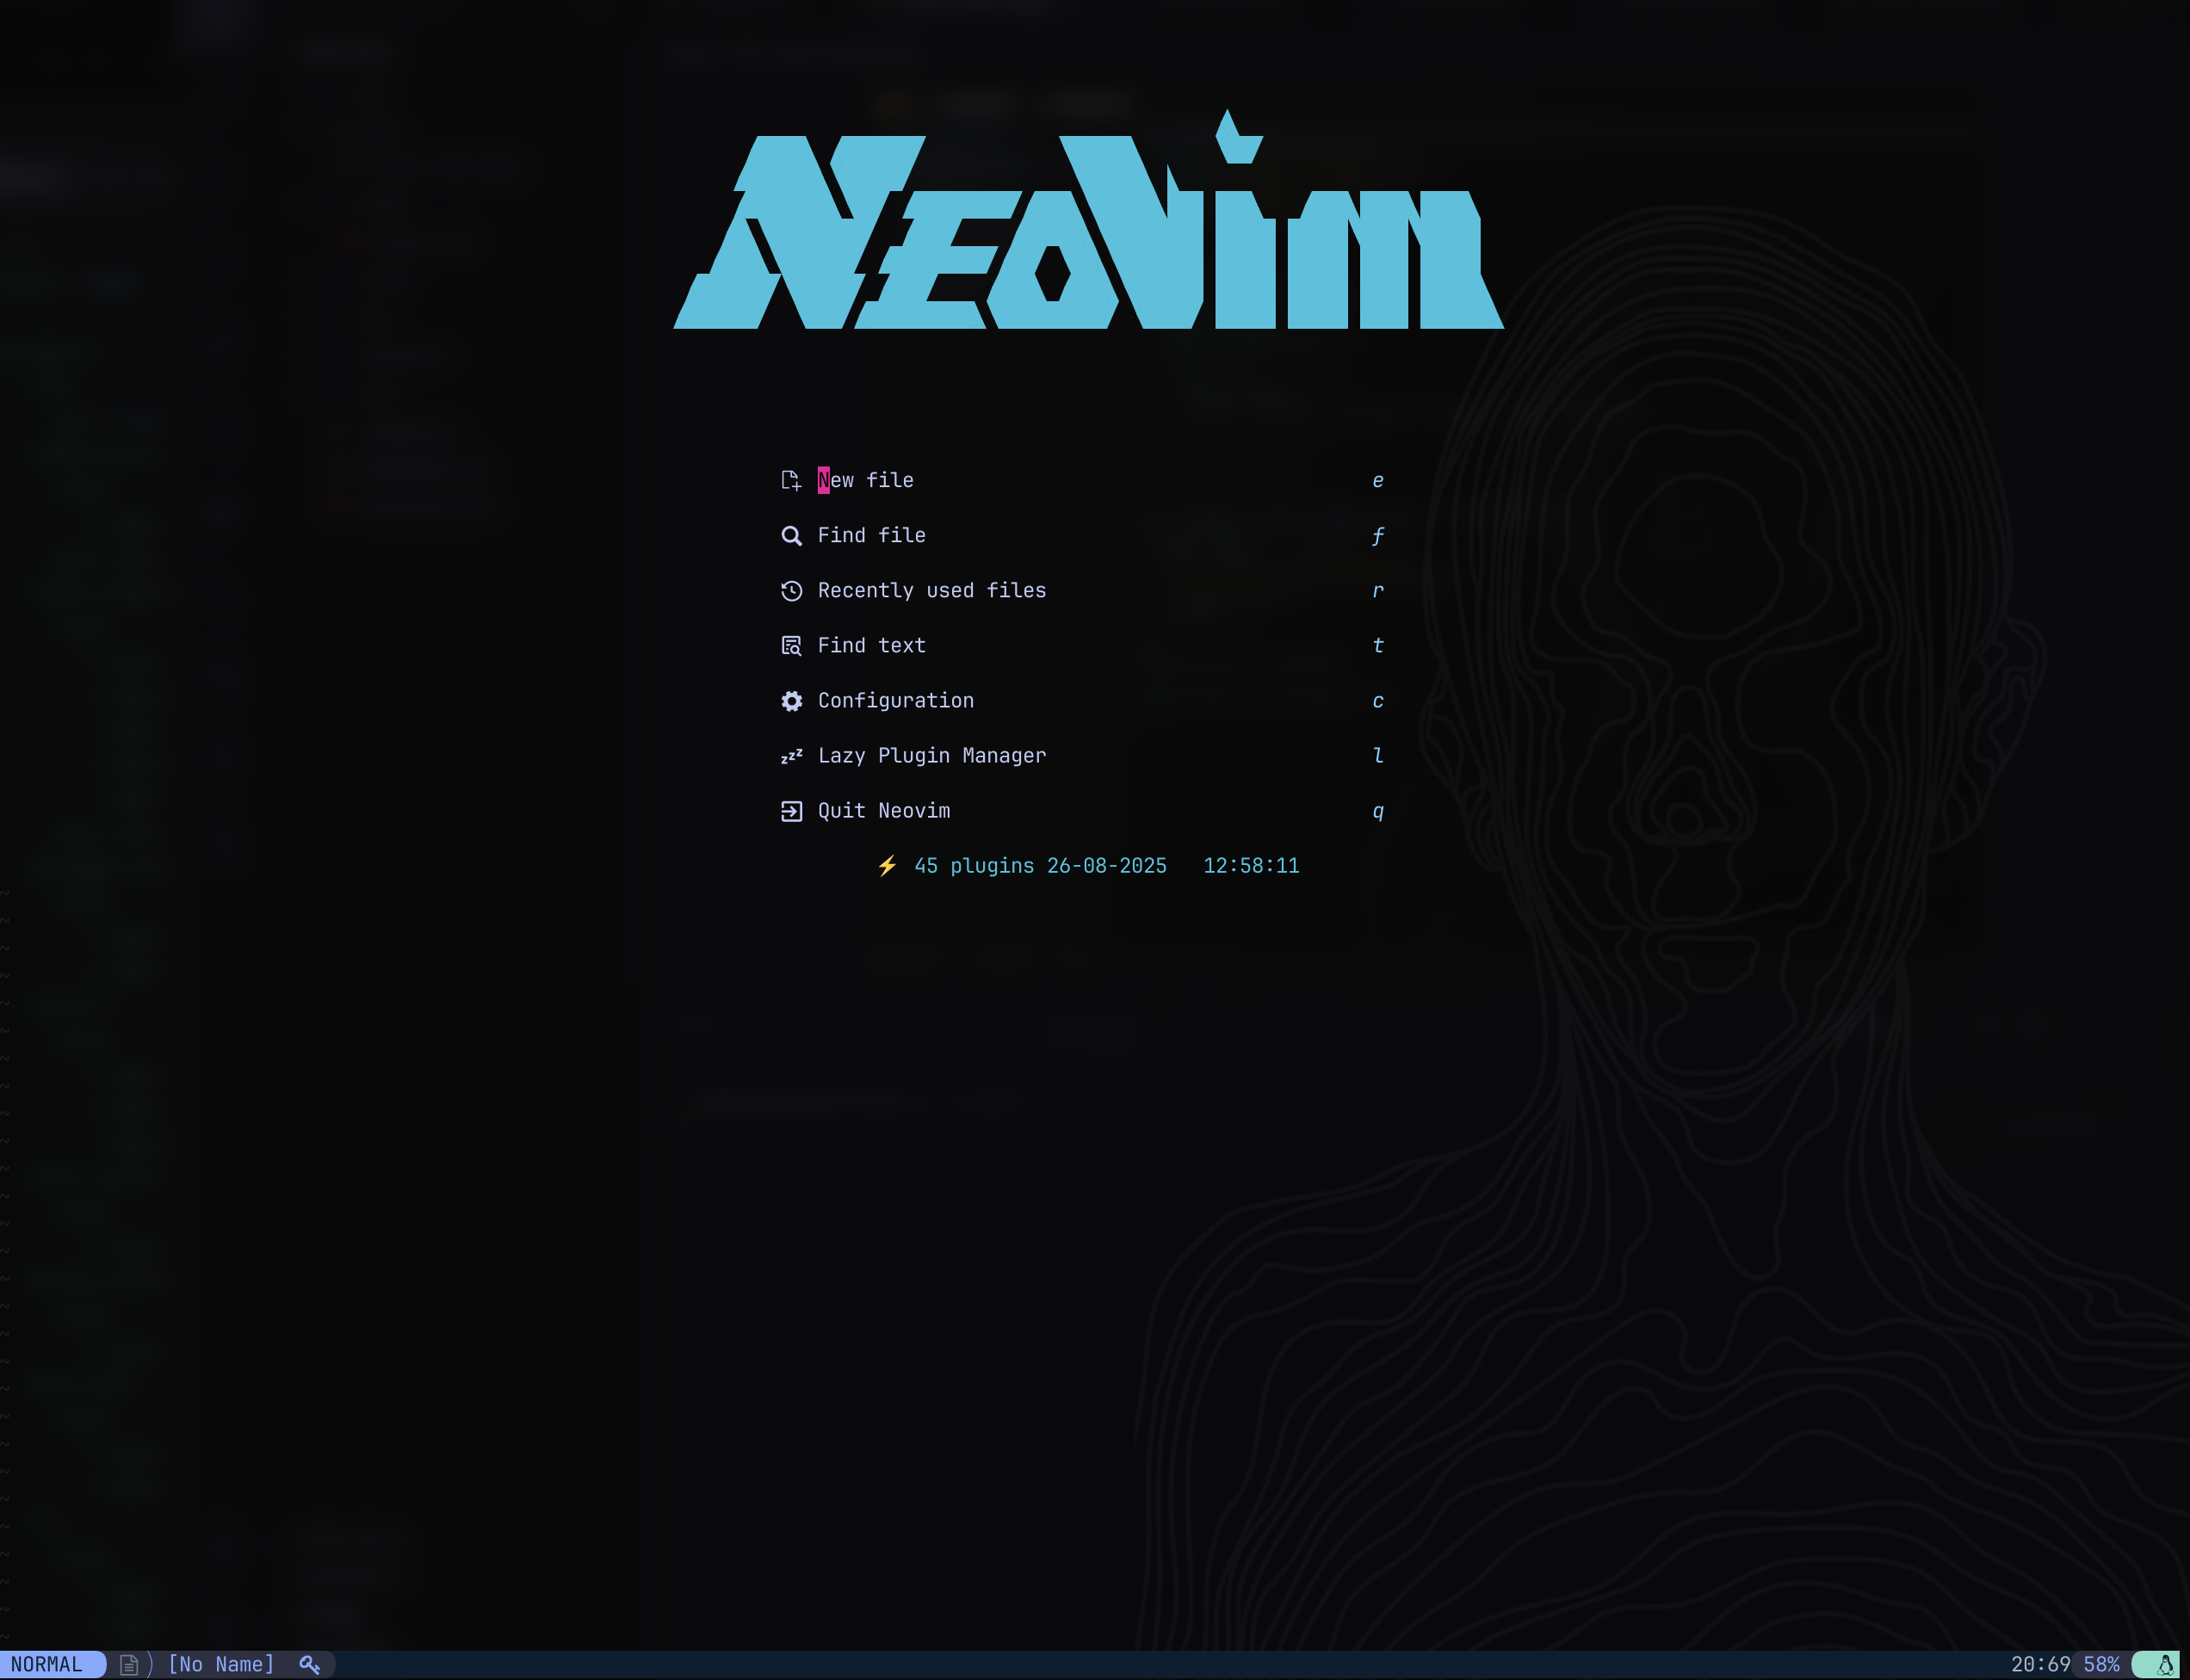 Neovim
New file e
Find file f
Recently used files r
Find text t
Configuration c
zzz Lazy Plugin Manager l
Quit Neovim q
⚡ 45 plugins 26-08-2025 12:58:11
NORMAL [No Name] 20:69 58%